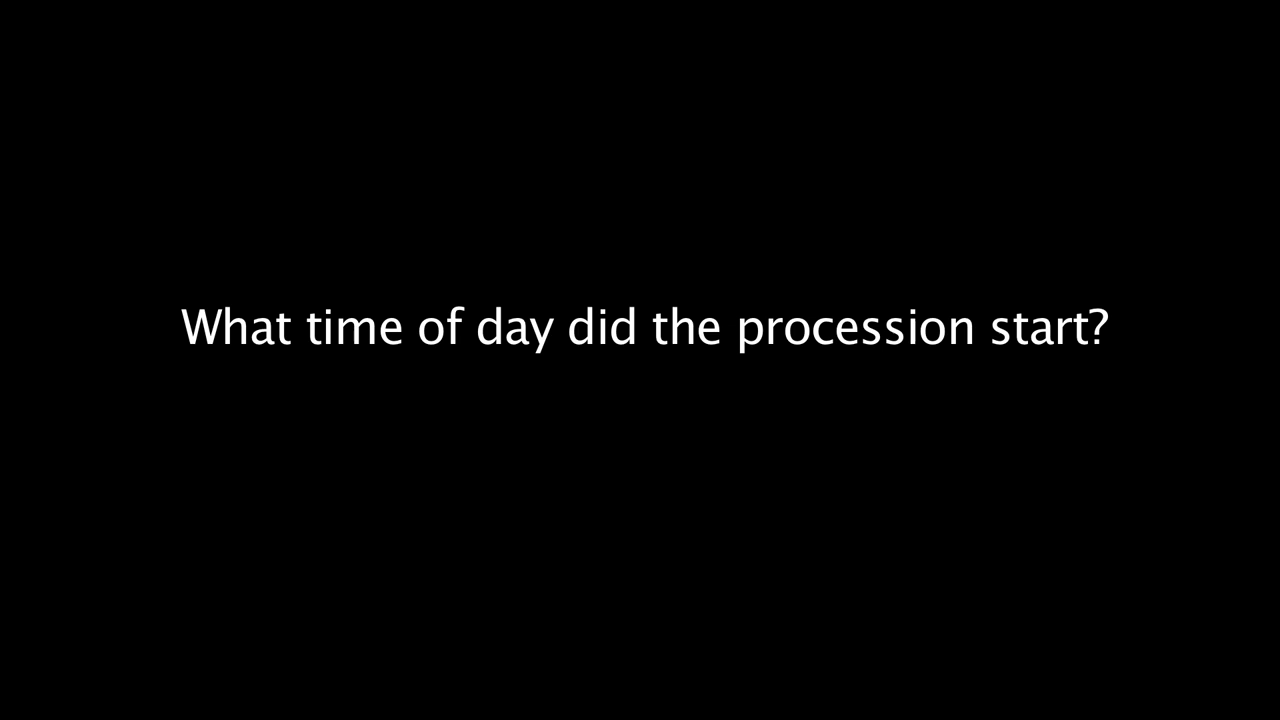 What time of day did the procession start?